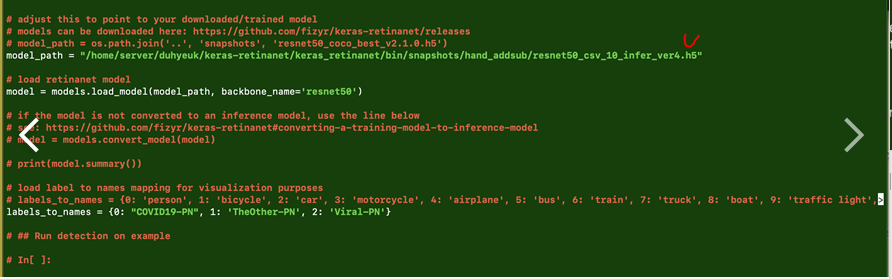 # adjust this to point to your downloaded/trained model
# models can be downloaded here: https://github.com/fizyr/keras-retinanet/releases
# model_path = os.path.join('..', 'snapshots', 'resnet50_coco_best_v2.1.0.h5')
model_path = "/home/server/duhyeuk/keras-retinanet/keras_retinanet/bin/snapshots/hand_addsub/resnet50_csv_10_infer_ver4.h5"
# load retinanet model
model = models.load_model(model_path, backbone_name='resnet50')
# if the model is not converted to an inference model, use the line below
# see: https://github.com/fizyr/keras-retinanet#converting-a-training-model-to-inference-model
# model = models.convert_model(model)
# print(model.summary())
# load label to names mapping for visualization purposes
# labels_to_names = {0: 'person', 1: 'bicycle', 2: 'car', 3: 'motorcycle', 4: 'airplane', 5: 'bus', 6: 'train', 7: 'truck', 8: 'boat', 9: 'traffic light',>
labels_to_names = {0: "COVID19-PN", 1: 'TheOther-PN', 2: 'Viral-PN'}
# ## Run detection on example
# In[ ]: